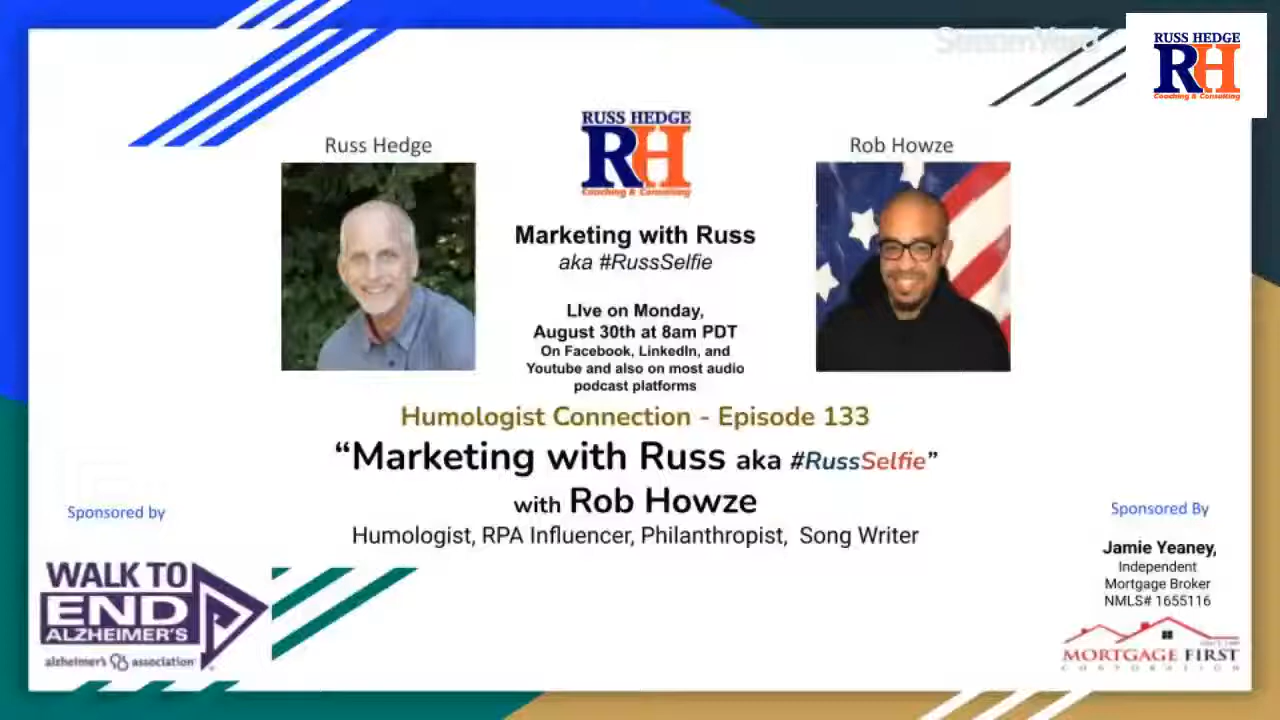 StreamYard
RUSS HEDGE
RH
Coaching & Consulting
RUSS HEDGE
RH
Coaching & Consulting
Russ Hedge
Rob Howze
Marketing with Russ
aka #RussSelfie
LIve on Monday,
August 30th at 8am PDT
On Facebook, LinkedIn, and
Youtube and also on most audio
podcast platforms
Humologist Connection - Episode 133
“Marketing with Russ aka #RussSelfie”
with Rob Howze
Humologist, RPA Influencer, Philanthropist, Song Writer
Sponsored by
WALK TO
END
ALZHEIMER'S
alzheimer's association
Sponsored By
Jamie Yeaney,
Independent
Mortgage Broker
NMLS# 1655116
MORTGAGE FIRST
CORPORATION